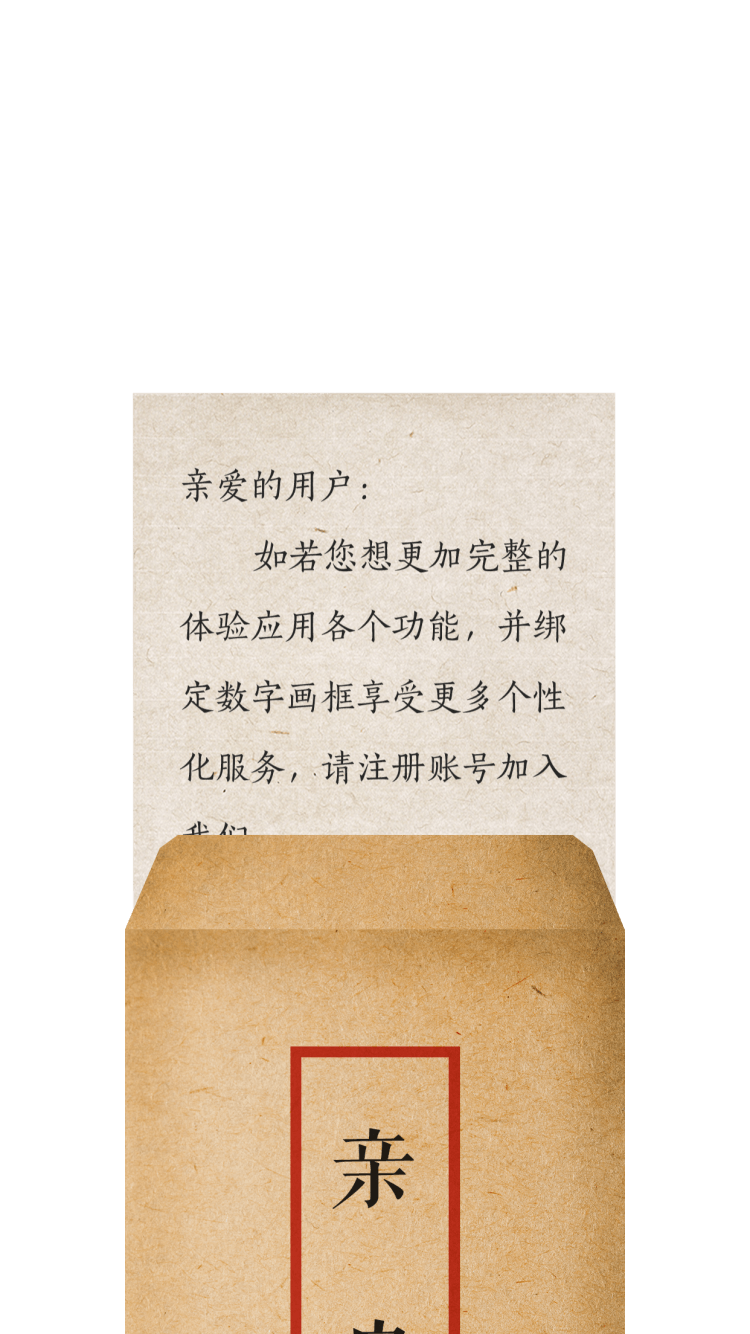 亲爱的用户：
如若您想更加完整的
体验应用各个功能，并绑
定数字画框享受更多个性
化服务，请注册账号加入
我们
亲